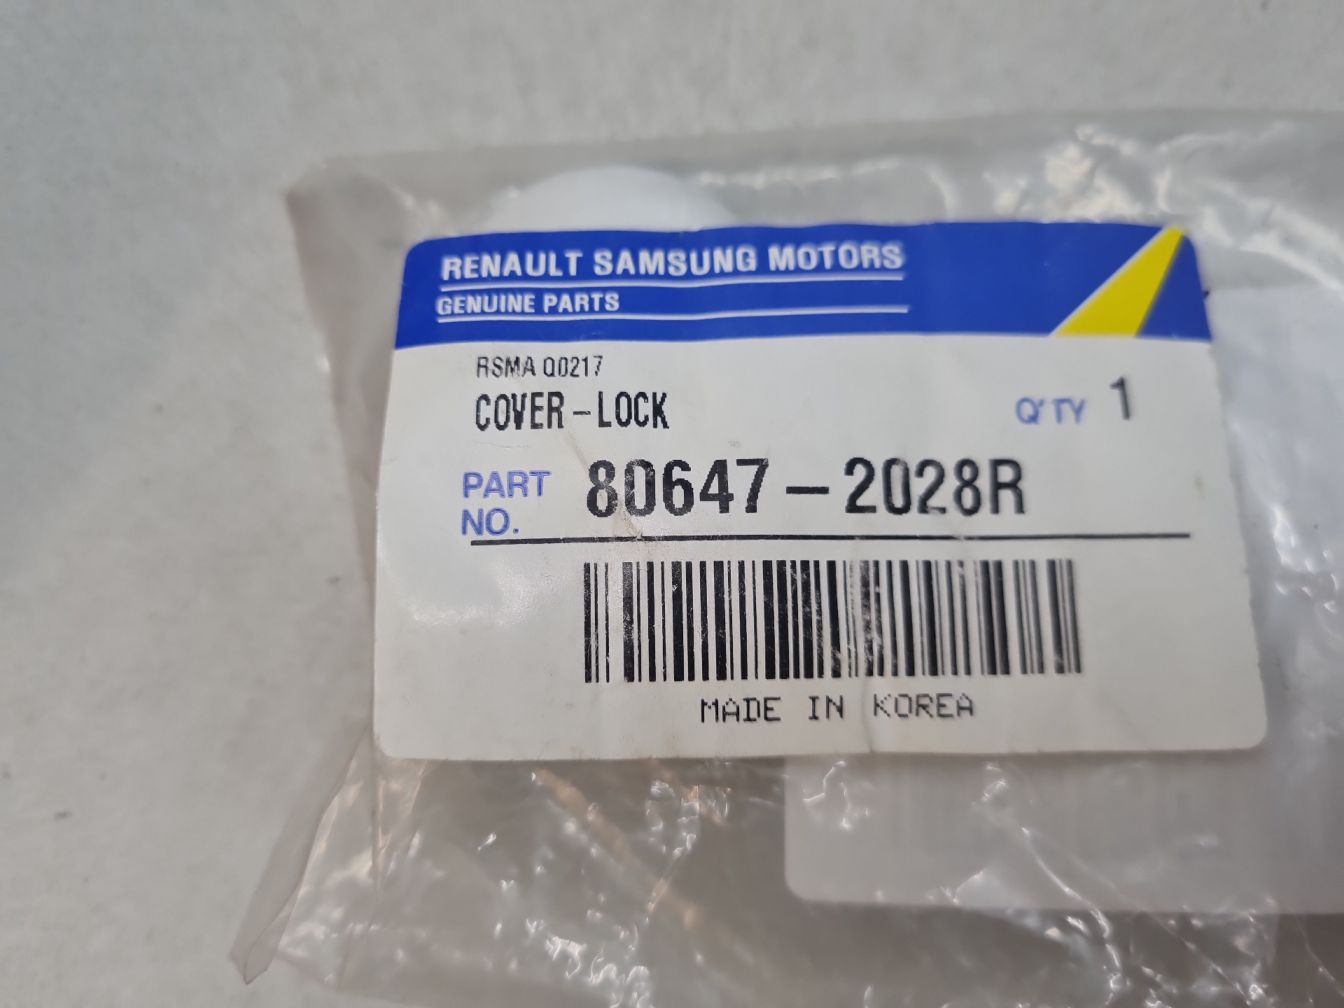 RENAULT SAMSUNG MOTORS
GENUINE PARTS
RSMA Q0217
COVER-LOCK
Q'TY 1
PART NO. 80647-2028R
MADE IN KOREA